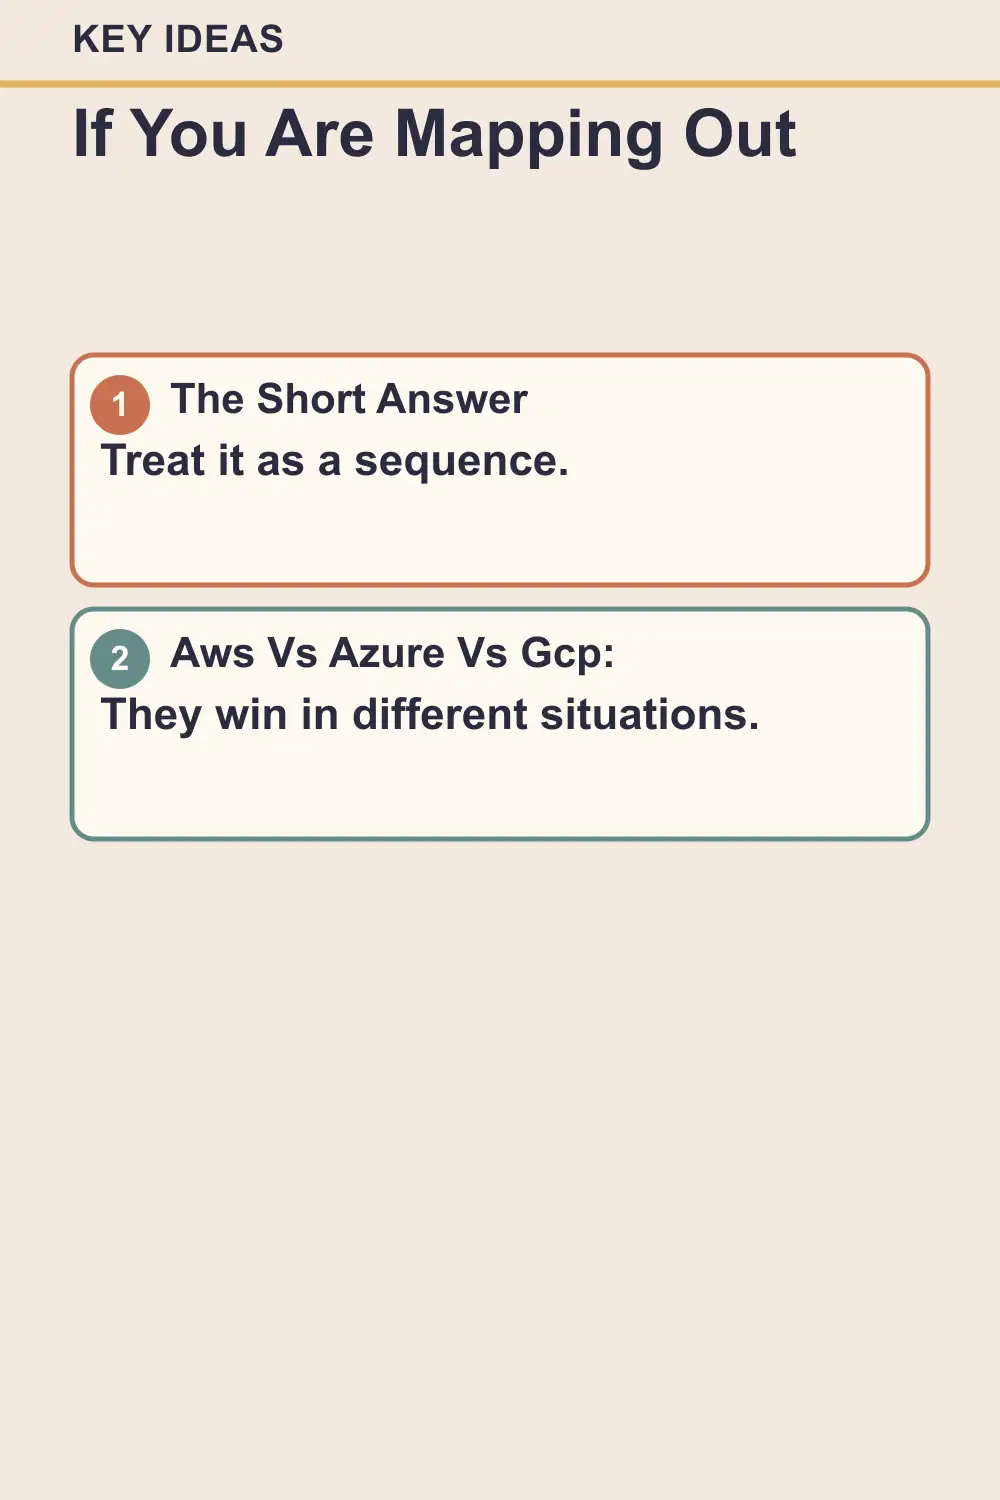 KEY IDEAS
If You Are Mapping Out
1 The Short Answer
Treat it as a sequence.
2 Aws Vs Azure Vs Gcp:
They win in different situations.